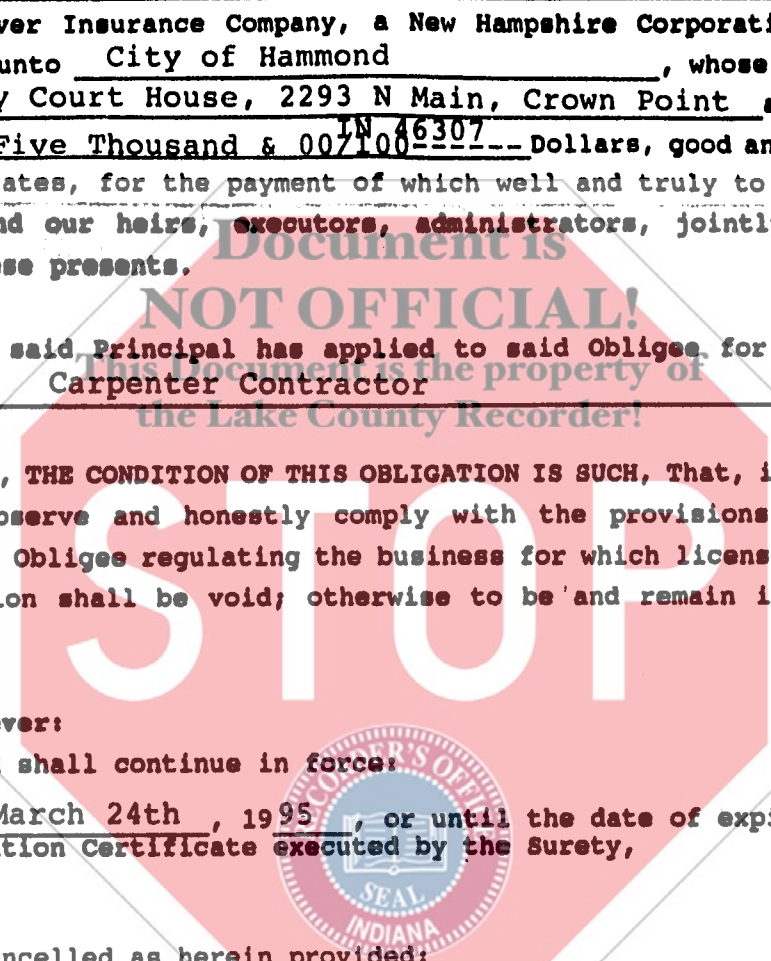 ver Insurance Company, a New Hampshire Corporati
unto City of Hammond, whose
y Court House, 2293 N Main, Crown Point
IN 46307
Five Thousand & 00/100------Dollars, good an
ates, for the payment of which well and truly to
nd our heirs, executors, administrators, jointl
Document is
ese presents.
NOT OFFICIAL!
said Principal has applied to said Obligee for
This Document is the property of
Carpenter Contractor
the Lake County Recorder!
, THE CONDITION OF THIS OBLIGATION IS SUCH, That, i
bserve and honestly comply with the provisions
STOP
Obligee regulating the business for which licens
ion shall be void; otherwise to be and remain i
ver:
shall continue in force:
RECORDER'S OFFICE
March 24th, 1995, or until the date of exp
tion Certificate executed by the Surety,
SEAL
INDIANA
ncelled as herein provided: